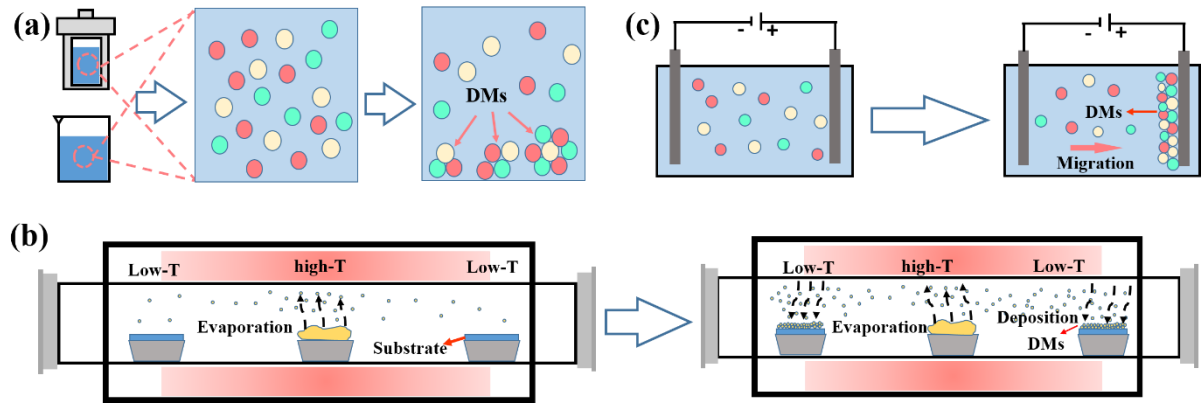 (a)
DMs
(c)
- +
- +
DMs
Migration
(b)
Low-T
high-T
Low-T
Evaporation
Substrate
Low-T
high-T
Low-T
Evaporation
Deposition
DMs